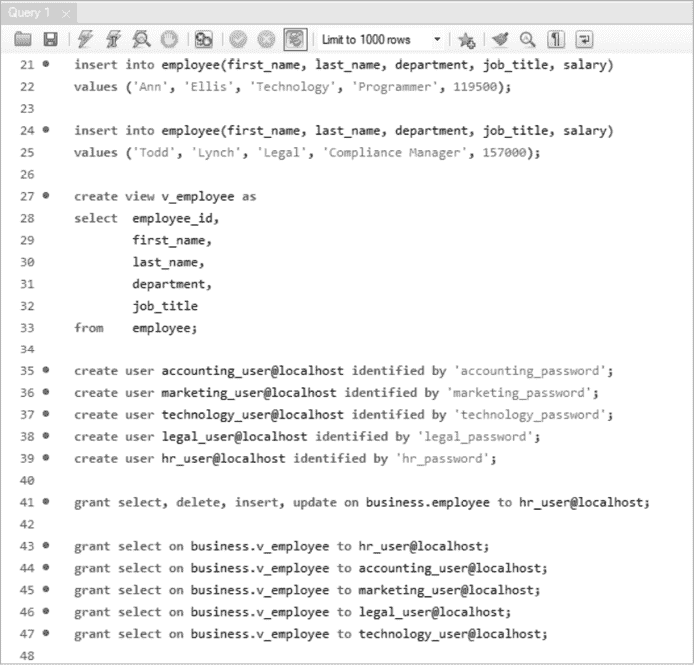 Query 1
Limit to 1000 rows
21 insert into employee(first_name, last_name, department, job_title, salary)
22 values ('Ann', 'Ellis', 'Technology', 'Programmer', 119500);
23
24 insert into employee(first_name, last_name, department, job_title, salary)
25 values ('Todd', 'Lynch', 'Legal', 'Compliance Manager', 157000);
26
27 create view v_employee as
28 select employee_id,
29 first_name,
30 last_name,
31 department,
32 job_title
33 from employee;
34
35 create user accounting_user@localhost identified by 'accounting_password';
36 create user marketing_user@localhost identified by 'marketing_password';
37 create user technology_user@localhost identified by 'technology_password';
38 create user legal_user@localhost identified by 'legal_password';
39 create user hr_user@localhost identified by 'hr_password';
40
41 grant select, delete, insert, update on business.employee to hr_user@localhost;
42
43 grant select on business.v_employee to hr_user@localhost;
44 grant select on business.v_employee to accounting_user@localhost;
45 grant select on business.v_employee to marketing_user@localhost;
46 grant select on business.v_employee to legal_user@localhost;
47 grant select on business.v_employee to technology_user@localhost;
48